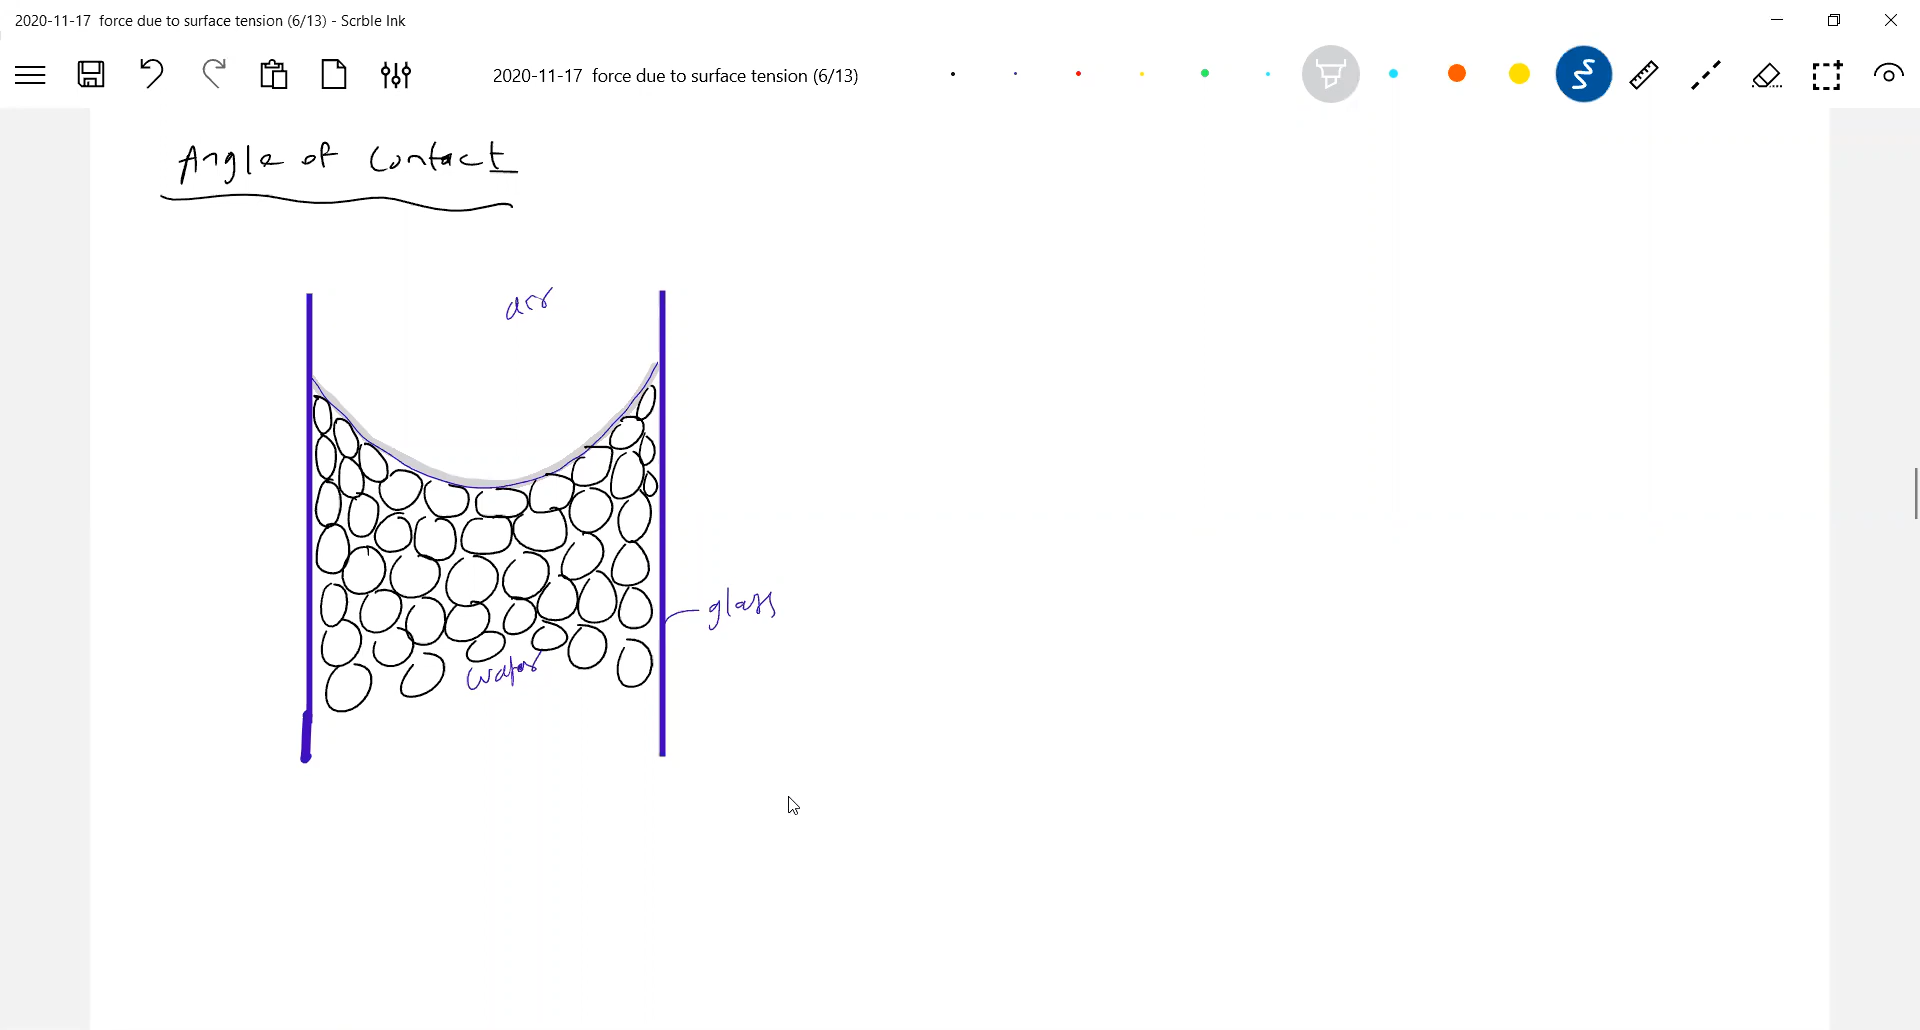 2020-11-17 force due to surface tension (6/13) - Scrble Ink
2020-11-17 force due to surface tension (6/13)
Angle of Contact
air
glass
water